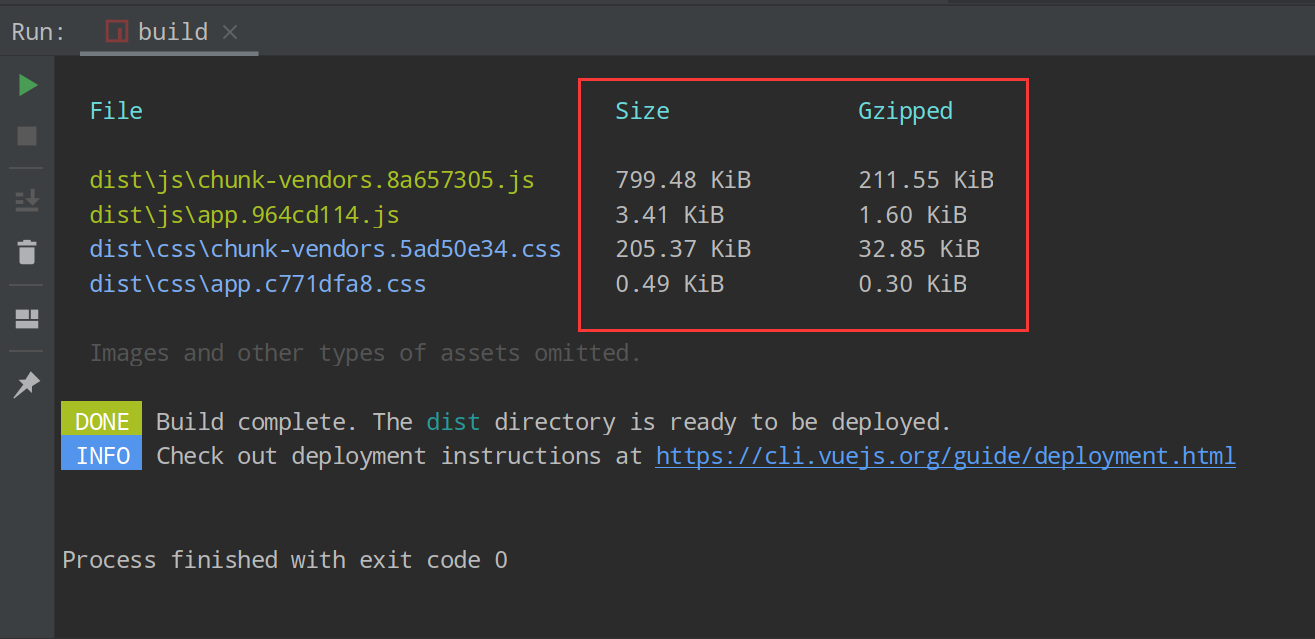 Run: build
File Size Gzipped
dist\js\chunk-vendors.8a657305.js 799.48 KiB 211.55 KiB
dist\js\app.964cd114.js 3.41 KiB 1.60 KiB
dist\css\chunk-vendors.5ad50e34.css 205.37 KiB 32.85 KiB
dist\css\app.c771dfa8.css 0.49 KiB 0.30 KiB
Images and other types of assets omitted.
DONE Build complete. The dist directory is ready to be deployed.
INFO Check out deployment instructions at https://cli.vuejs.org/guide/deployment.html
Process finished with exit code 0